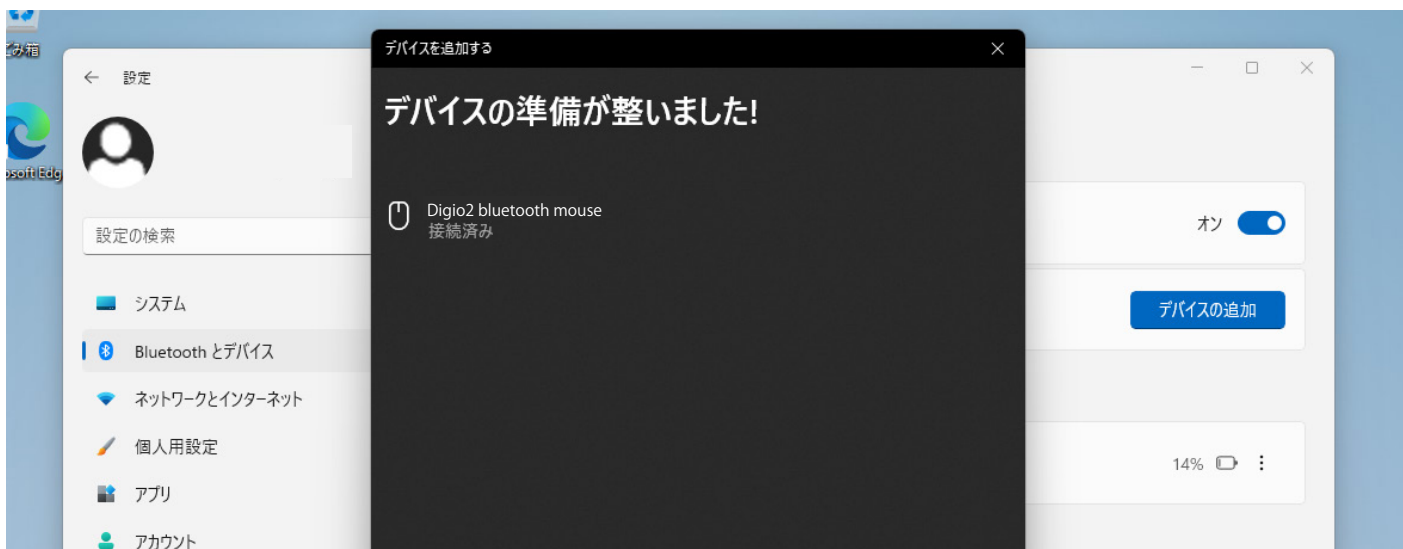 ごみ箱
デバイスを追加する
設定
デバイスの準備が整いました!
Digio2 bluetooth mouse
接続済み
オン
設定の検索
システム
デバイスの追加
Bluetooth とデバイス
ネットワークとインターネット
個人用設定
14%
アプリ
アカウント